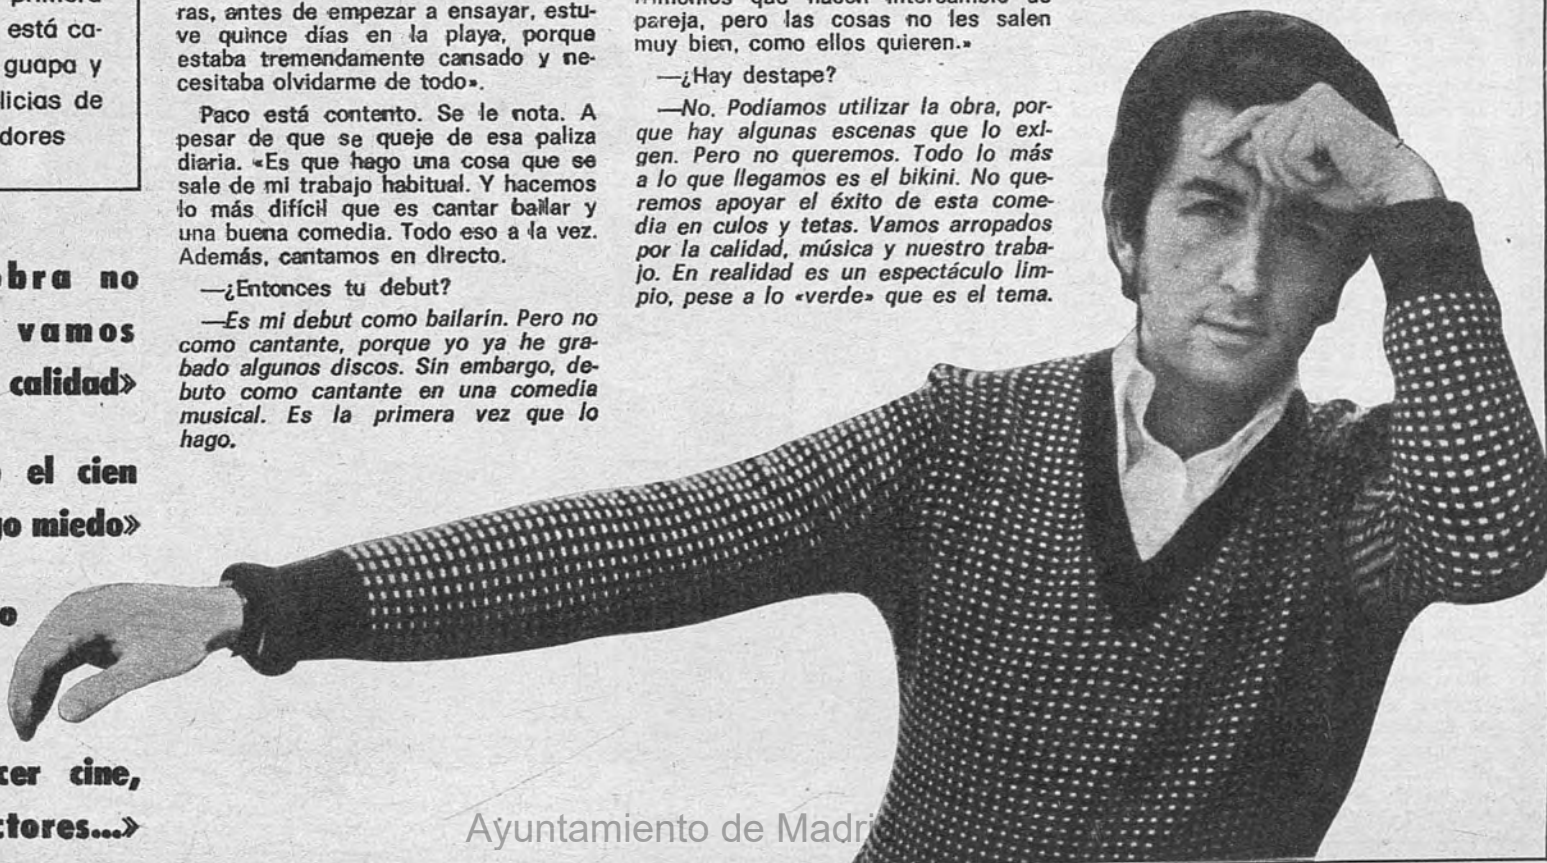 está ca-
guapa y
licias de
dores
bra no
vamos
calidad»
el cien
o miedo»
o
cer cine,
ctores...»
ras, antes de empezar a ensayar, estu-
ve quince días en la playa, porque
estaba tremendamente cansado y ne-
cesitaba olvidarme de todo».
Paco está contento. Se le nota. A
pesar de que se queje de esa paliza
diaria. «Es que hago una cosa que se
sale de mi trabajo habitual. Y hacemos
lo más difícil que es cantar bailar y
una buena comedia. Todo eso a la vez.
Además, cantamos en directo.
—¿Entonces tu debut?
—Es mi debut como bailarín. Pero no
como cantante, porque yo ya he gra-
bado algunos discos. Sin embargo, de-
buto como cantante en una comedia
musical. Es la primera vez que lo
hago.
pareja, pero las cosas no les salen
muy bien, como ellos quieren.»
—¿Hay destape?
—No. Podíamos utilizar la obra, por-
que hay algunas escenas que lo exi-
gen. Pero no queremos. Todo lo más
a lo que llegamos es el bikini. No que-
remos apoyar el éxito de esta come-
dia en culos y tetas. Vamos arropados
por la calidad, música y nuestro traba-
jo. En realidad es un espectáculo lim-
pio, pese a lo «verde» que es el tema.
Ayuntamiento de Madri